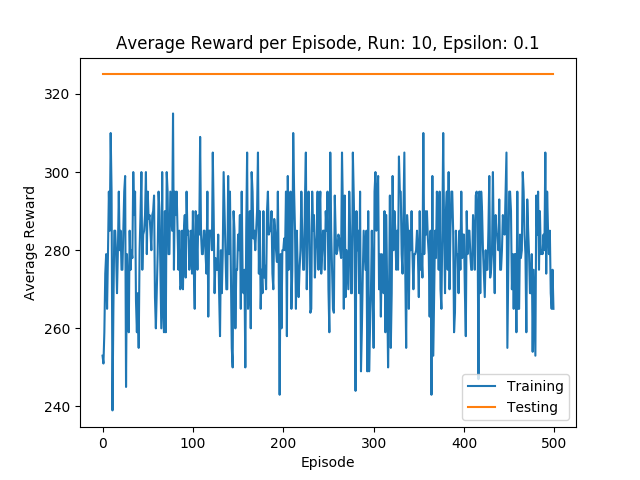 Average Reward per Episode, Run: 10, Epsilon: 0.1
Average Reward
320
300
280
260
240
0
100
200
300
400
500
Episode
Training
Testing